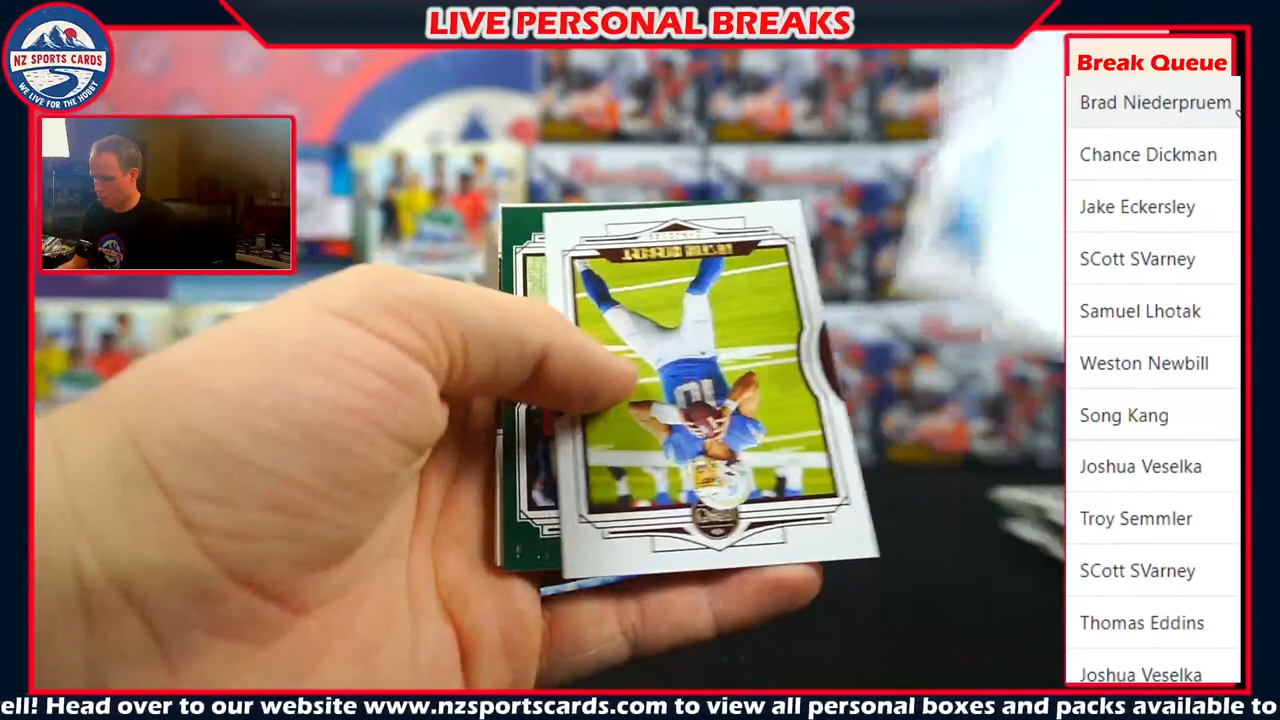 LIVE PERSONAL BREAKS
NZ SPORTS CARDS
WE LIVE FOR THE HOBBY
Break Queue
Brad Niederpruem
Chance Dickman
Jake Eckersley
SCott SVarney
Samuel Lhotak
Weston Newbill
Song Kang
Joshua Veselka
Troy Semmler
SCott SVarney
Thomas Eddins
Joshua Veselka
10
ell! Head over to our website www.nzsportscards.com to view all personal boxes and packs available to